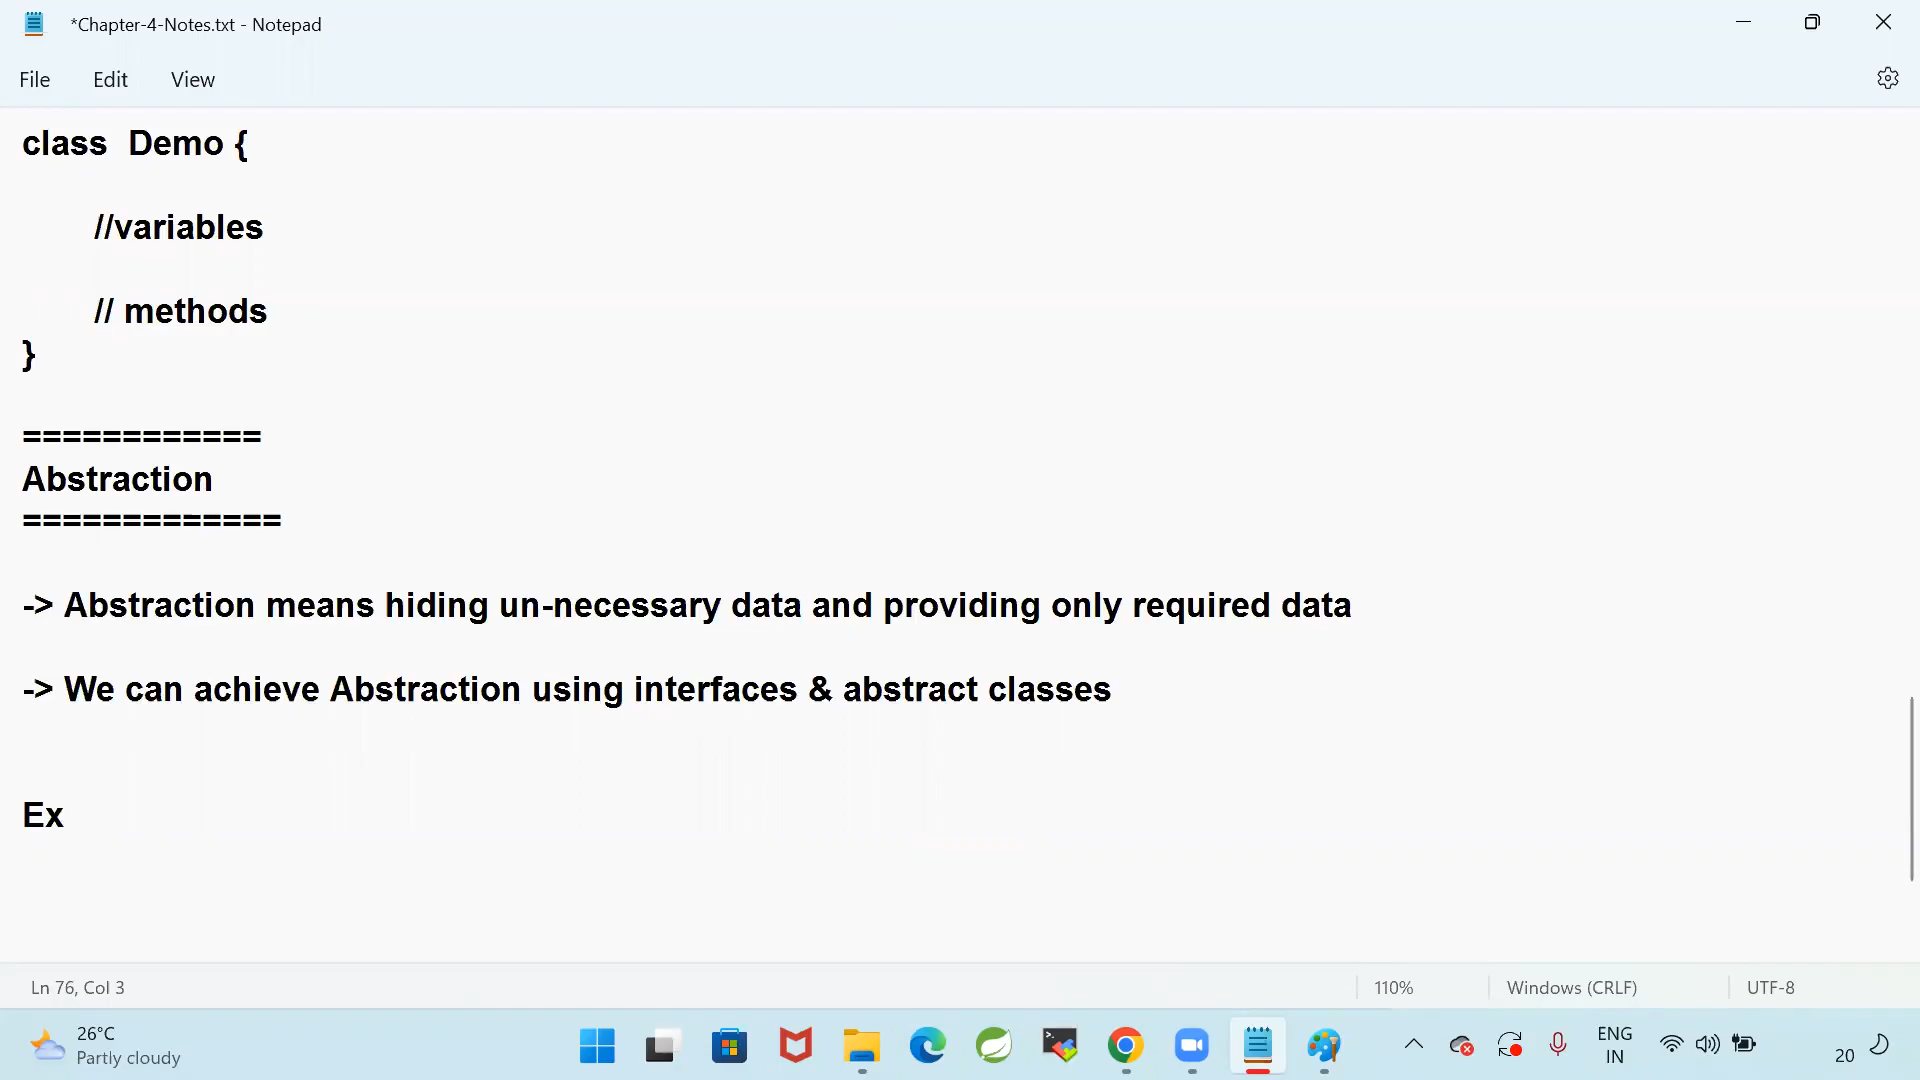 *Chapter-4-Notes.txt - Notepad
File Edit View
class  Demo {
//variables
// methods
}
============
Abstraction
=============
-> Abstraction means hiding un-necessary data and providing only required data
-> We can achieve Abstraction using interfaces & abstract classes
Ex
Ln 76, Col 3 110% Windows (CRLF) UTF-8
26°C
Partly cloudy
ENG
IN
20